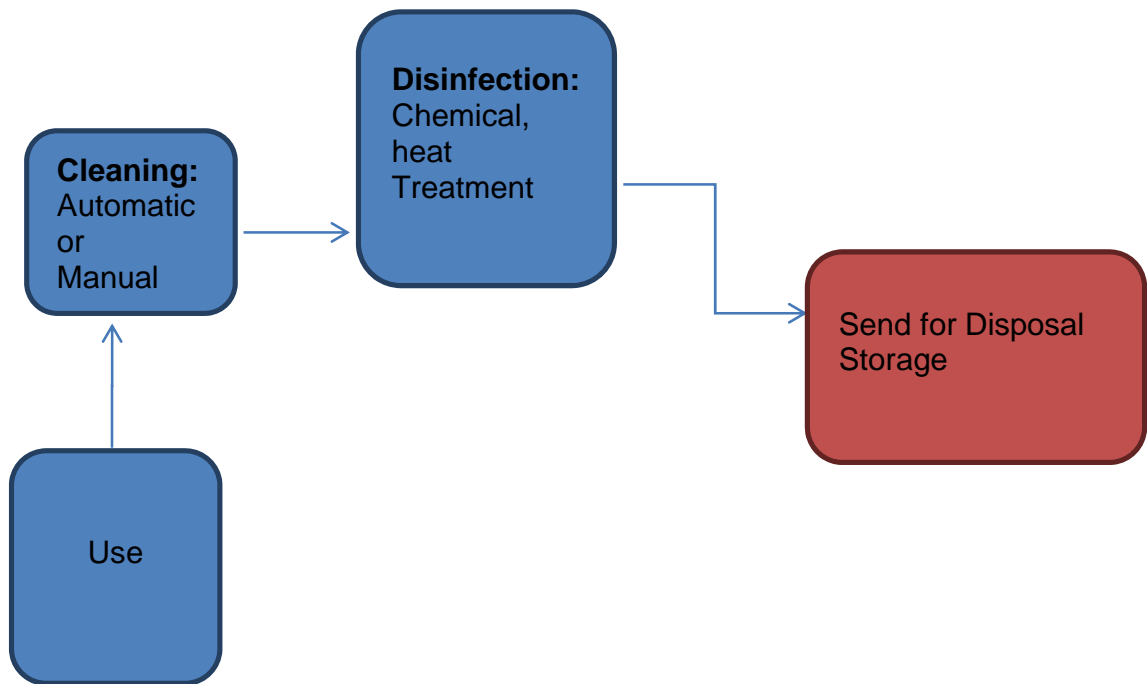 Disinfection:
Chemical,
heat
Treatment
Cleaning:
Automatic
or
Manual
Send for Disposal
Storage
Use